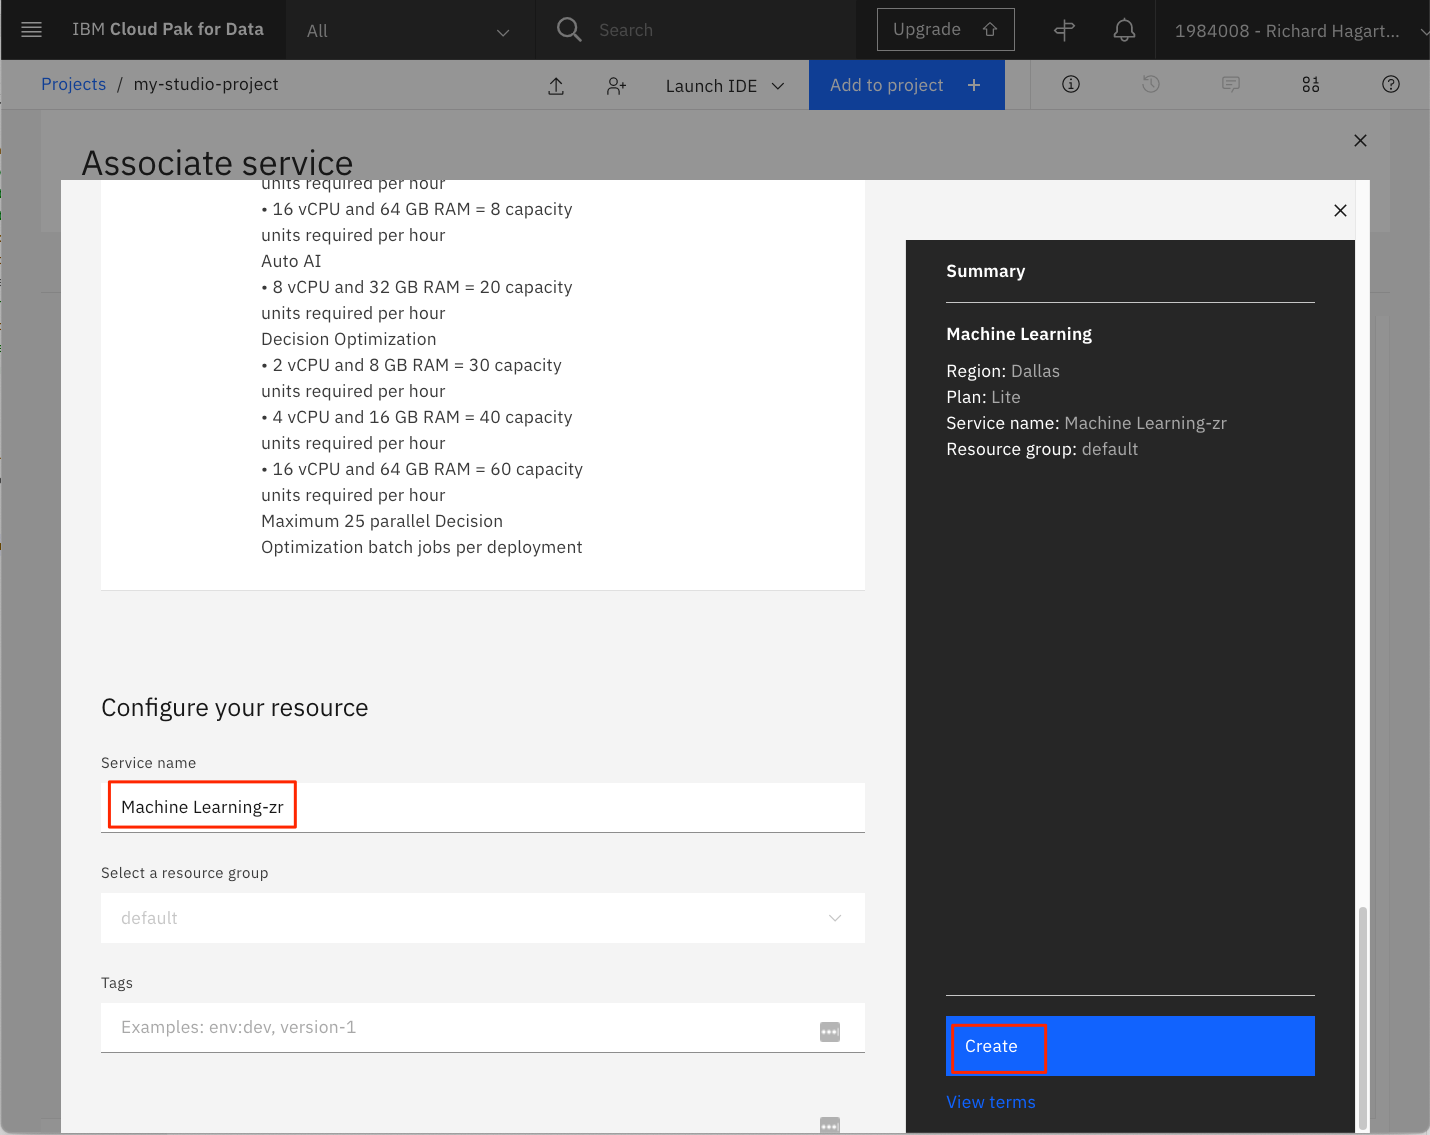 IBM Cloud Pak for Data
All
Search
Upgrade
1984008 - Richard Hagart...
Projects / my-studio-project
Launch IDE
Add to project +
Associate service
units required per hour
• 16 vCPU and 64 GB RAM = 8 capacity
units required per hour
Auto AI
• 8 vCPU and 32 GB RAM = 20 capacity
units required per hour
Decision Optimization
• 2 vCPU and 8 GB RAM = 30 capacity
units required per hour
• 4 vCPU and 16 GB RAM = 40 capacity
units required per hour
• 16 vCPU and 64 GB RAM = 60 capacity
units required per hour
Maximum 25 parallel Decision
Optimization batch jobs per deployment
Configure your resource
Service name
Machine Learning-zr
Select a resource group
default
Tags
Examples: env:dev, version-1
Summary
Machine Learning
Region: Dallas
Plan: Lite
Service name: Machine Learning-zr
Resource group: default
Create
View terms